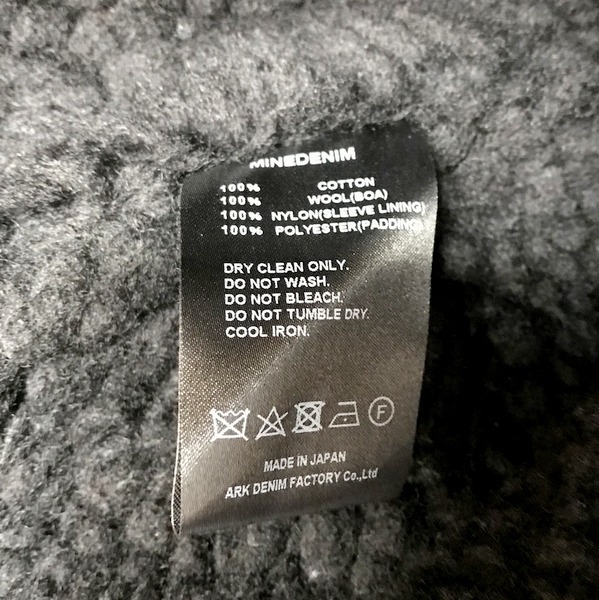 MINEDENIM
100% COTTON
100% WOOL(BOA)
100% NYLON(SLEEVE LINING)
100% POLYESTER(PADDING)
DRY CLEAN ONLY.
DO NOT WASH.
DO NOT BLEACH.
DO NOT TUMBLE DRY.
COOL IRON.
F
MADE IN JAPAN
ARK DENIM FACTORY Co.,Ltd